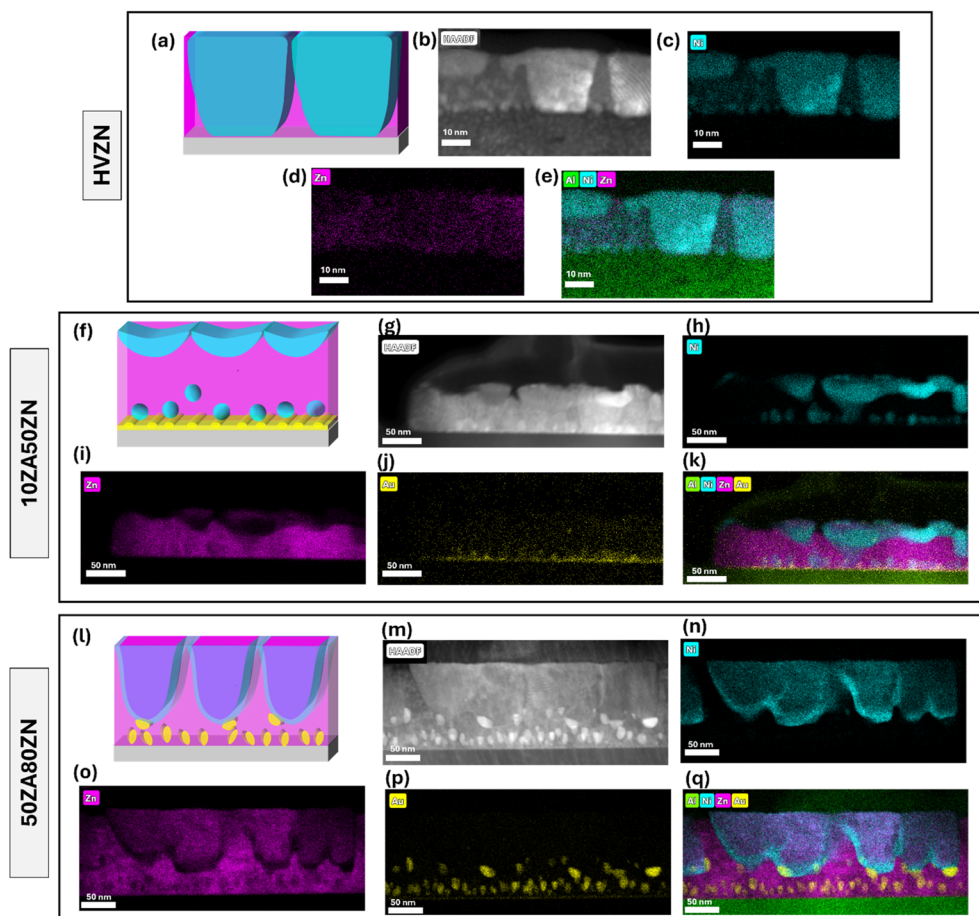 HVZN
(a)
(b)
HAADF
10 nm
(c)
Ni
10 nm
(d)
Zn
10 nm
(e)
Al Ni Zn
10 nm
10ZA50ZN
(f)
(g)
HAADF
50 nm
(h)
Ni
50 nm
(i)
Zn
50 nm
(j)
Au
50 nm
(k)
Al Ni Zn Au
50 nm
50ZA80ZN
(l)
(m)
HAADF
50 nm
(n)
Ni
50 nm
(o)
Zn
50 nm
(p)
Au
50 nm
(q)
Al Ni Zn Au
50 nm